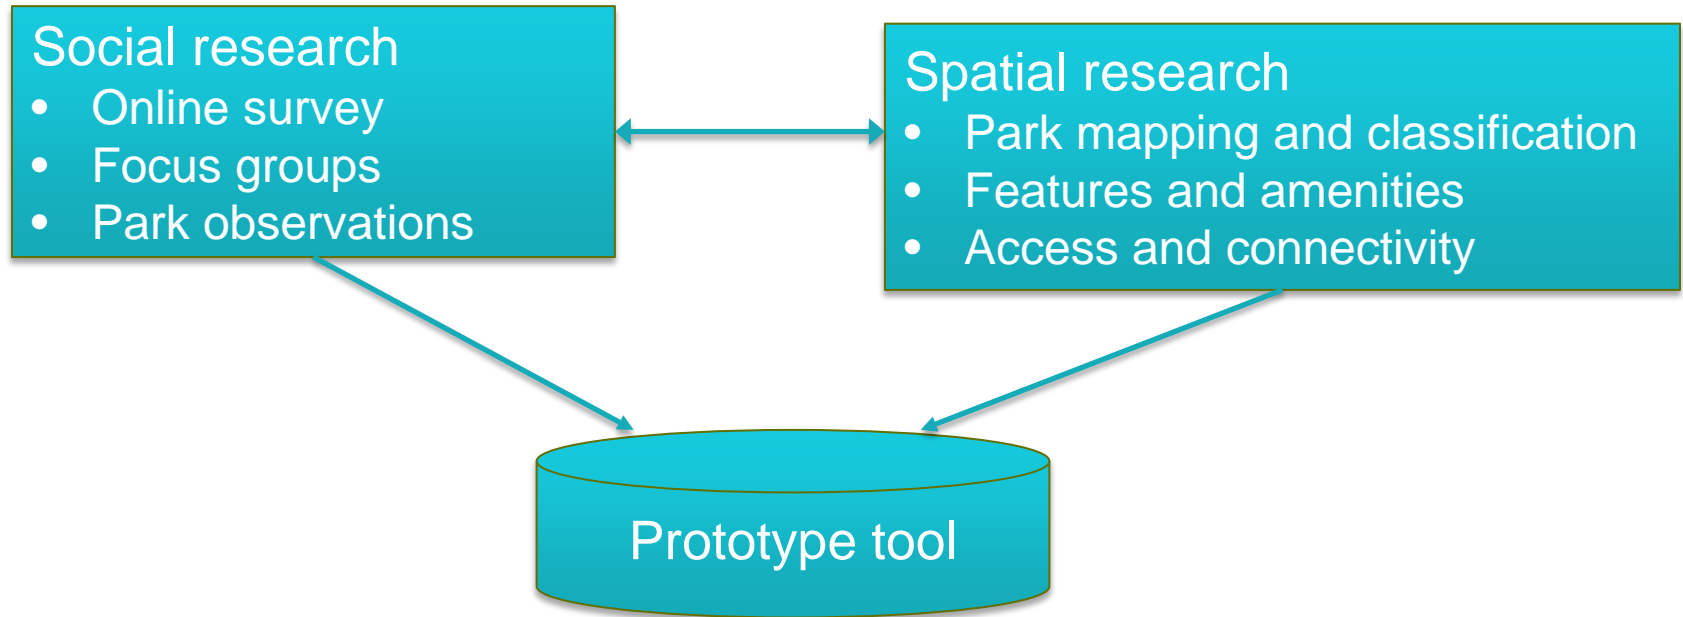 Social research
• Online survey
• Focus groups
• Park observations
Spatial research
• Park mapping and classification
• Features and amenities
• Access and connectivity
Prototype tool